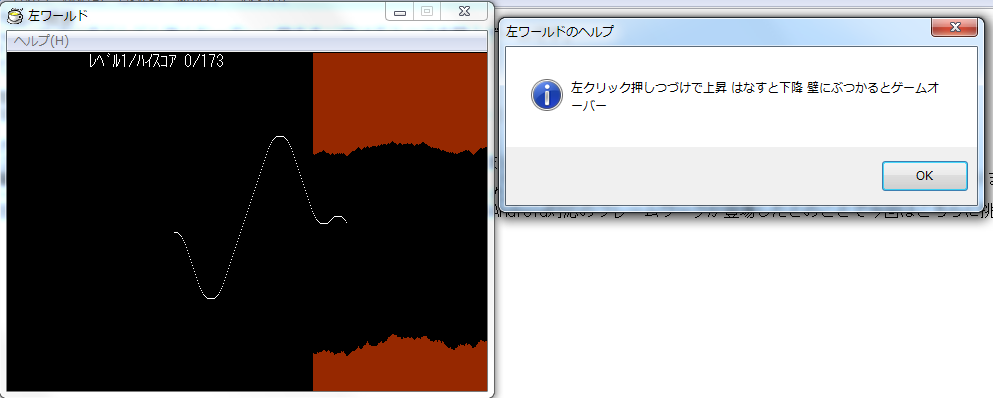 左ワールド
ヘルプ(H)
ﾚﾍﾞﾙ1/ﾊｲｽｺｱ 0/173
左ワールドのヘルプ
左クリック押しつづけで上昇 はなすと下降 壁にぶつかるとゲームオ
ーバー
OK